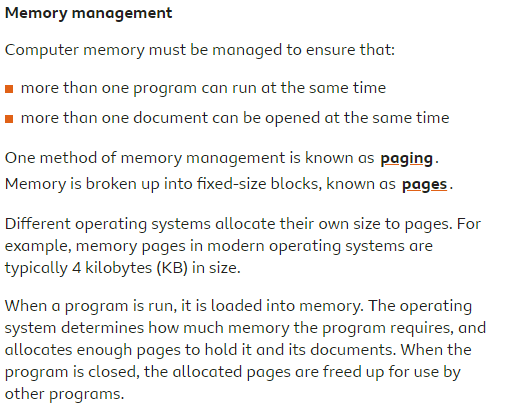 Memory management
Computer memory must be managed to ensure that:
more than one program can run at the same time
more than one document can be opened at the same time
One method of memory management is known as paging.
Memory is broken up into fixed-size blocks, known as pages.
Different operating systems allocate their own size to pages. For
example, memory pages in modern operating systems are
typically 4 kilobytes (KB) in size.
When a program is run, it is loaded into memory. The operating
system determines how much memory the program requires, and
allocates enough pages to hold it and its documents. When the
program is closed, the allocated pages are freed up for use by
other programs.